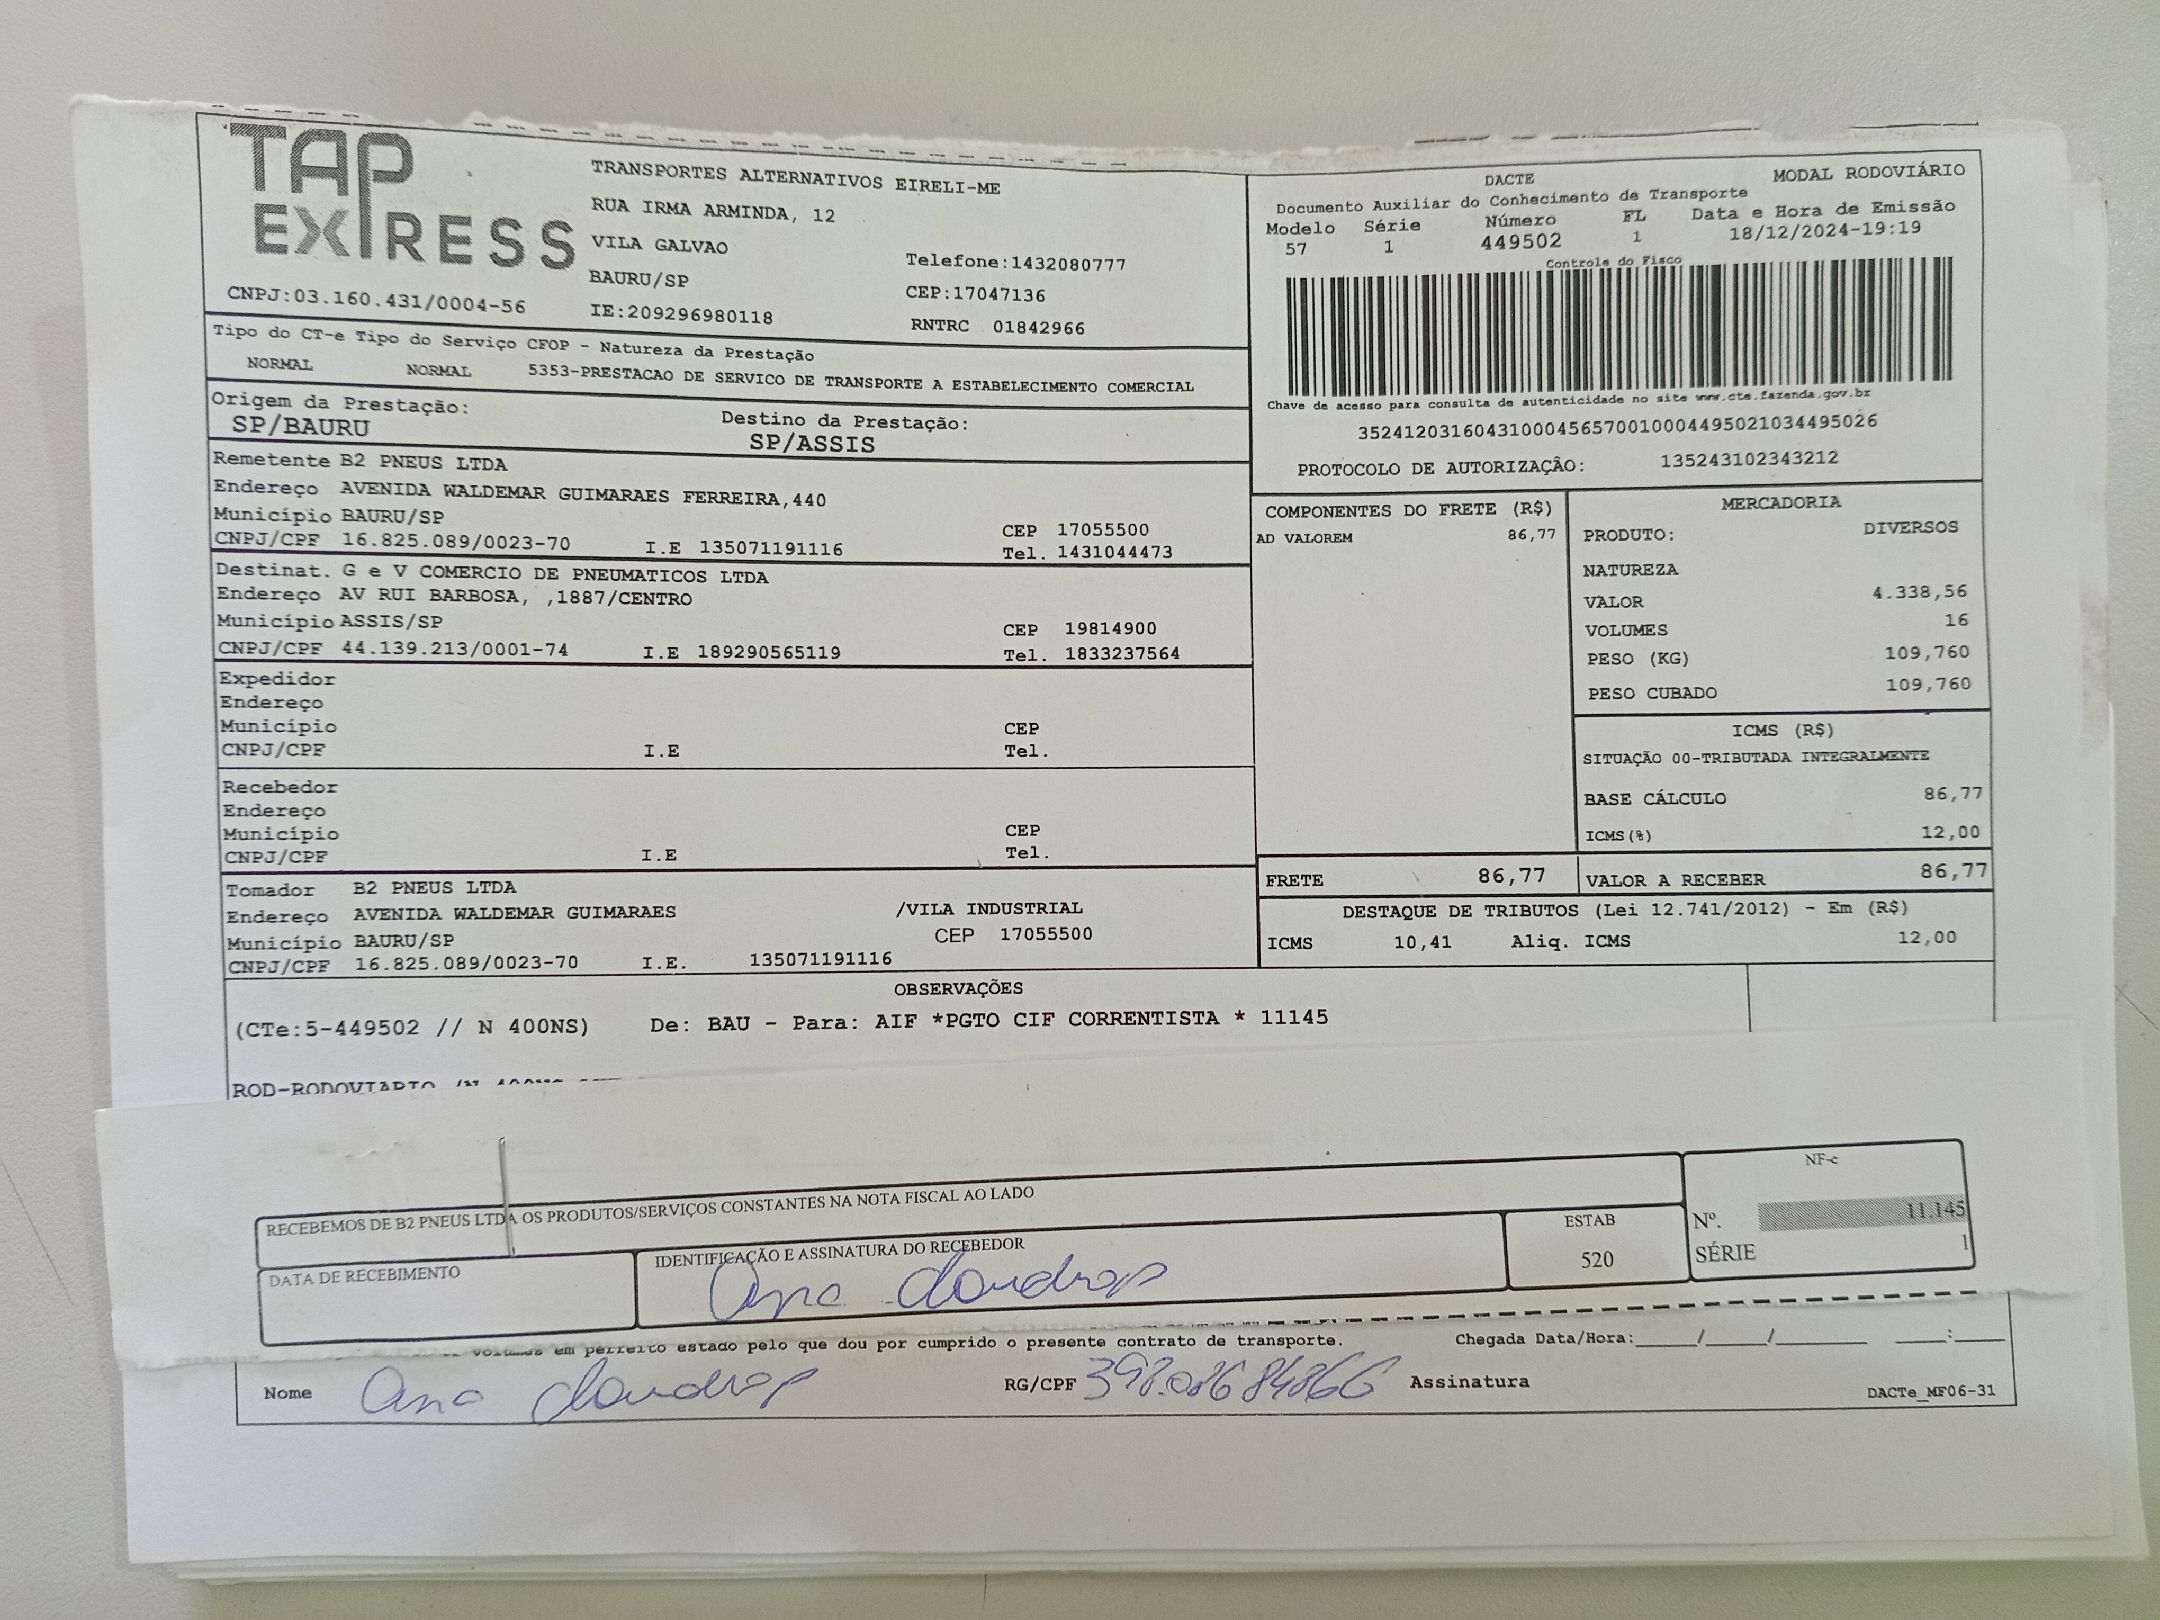 TAP
EXPRESS
CNPJ:03.160.431/0004-56
TRANSPORTES ALTERNATIVOS EIRELI-ME
RUA IRMA ARMINDA, 12
VILA GALVAO
BAURU/SP
IE:209296980118
Telefone:1432080777
CEP:17047136
RNTRC 01842966
DACTE MODAL RODOVIÁRIO
Documento Auxiliar do Conhecimento de Transporte
Modelo Série Número FL Data e Hora de Emissão
57 1 449502 1 18/12/2024-19:19
Controle do Fisco
Chave de acesso para consulta de autenticidade no site www.cte.fazenda.gov.br
35241203160431000456570010004495021034495026
PROTOCOLO DE AUTORIZAÇÃO: 135243102343212
Tipo do CT-e Tipo do Serviço CFOP - Natureza da Prestação
NORMAL NORMAL 5353-PRESTACAO DE SERVICO DE TRANSPORTE A ESTABELECIMENTO COMERCIAL
Origem da Prestação: Destino da Prestação:
SP/BAURU SP/ASSIS
Remetente B2 PNEUS LTDA
Endereço AVENIDA WALDEMAR GUIMARAES FERREIRA,440
Município BAURU/SP CEP 17055500
CNPJ/CPF 16.825.089/0023-70 I.E 135071191116 Tel. 1431044473
Destinat. G e V COMERCIO DE PNEUMATICOS LTDA
Endereço AV RUI BARBOSA, ,1887/CENTRO
Município ASSIS/SP CEP 19814900
CNPJ/CPF 44.139.213/0001-74 I.E 189290565119 Tel. 1833237564
Expedidor
Endereço
Município CEP
CNPJ/CPF I.E Tel.
Recebedor
Endereço
Município CEP
CNPJ/CPF I.E Tel.
Tomador B2 PNEUS LTDA
Endereço AVENIDA WALDEMAR GUIMARAES /VILA INDUSTRIAL
Município BAURU/SP CEP 17055500
CNPJ/CPF 16.825.089/0023-70 I.E. 135071191116
COMPONENTES DO FRETE (R$)
AD VALOREM 86,77
MERCADORIA
PRODUTO: DIVERSOS
NATUREZA
VALOR 4.338,56
VOLUMES 16
PESO (KG) 109,760
PESO CUBADO 109,760
ICMS (R$)
SITUAÇÃO 00-TRIBUTADA INTEGRALMENTE
BASE CÁLCULO 86,77
ICMS(%) 12,00
FRETE 86,77 VALOR A RECEBER 86,77
DESTAQUE DE TRIBUTOS (Lei 12.741/2012) - Em (R$)
ICMS 10,41 Aliq. ICMS 12,00
OBSERVAÇÕES
(CTe:5-449502 // N 400NS) De: BAU - Para: AIF *PGTO CIF CORRENTISTA * 11145
ROD-RODOVIARIO
RECEBEMOS DE B2 PNEUS LTDA OS PRODUTOS/SERVIÇOS CONSTANTES NA NOTA FISCAL AO LADO
DATA DE RECEBIMENTO
IDENTIFICAÇÃO E ASSINATURA DO RECEBEDOR
Ana
ESTAB
520
NF-e
Nº. 11.145
SÉRIE 1
volumes em perfeito estado pelo que dou por cumprido o presente contrato de transporte. Chegada Data/Hora:____/____/______ ___:___
Nome Ana RG/CPF Assinatura
DACTe_MF06-31